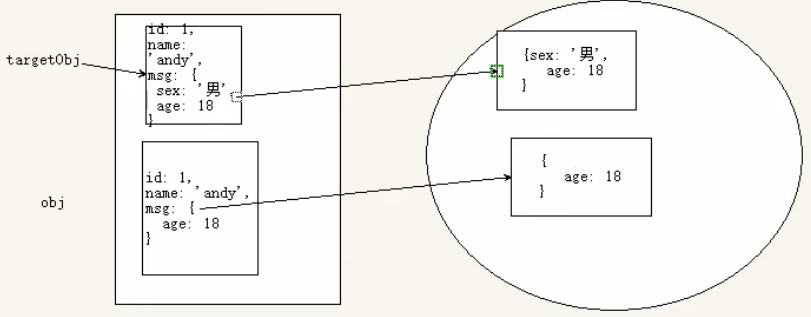 targetObj
id: 1,
name:
'andy',
msg: {
sex: '男'
age: 18
}
{sex: '男',
age: 18
}
obj
id: 1,
name: 'andy',
msg: {
age: 18
}
{
age: 18
}